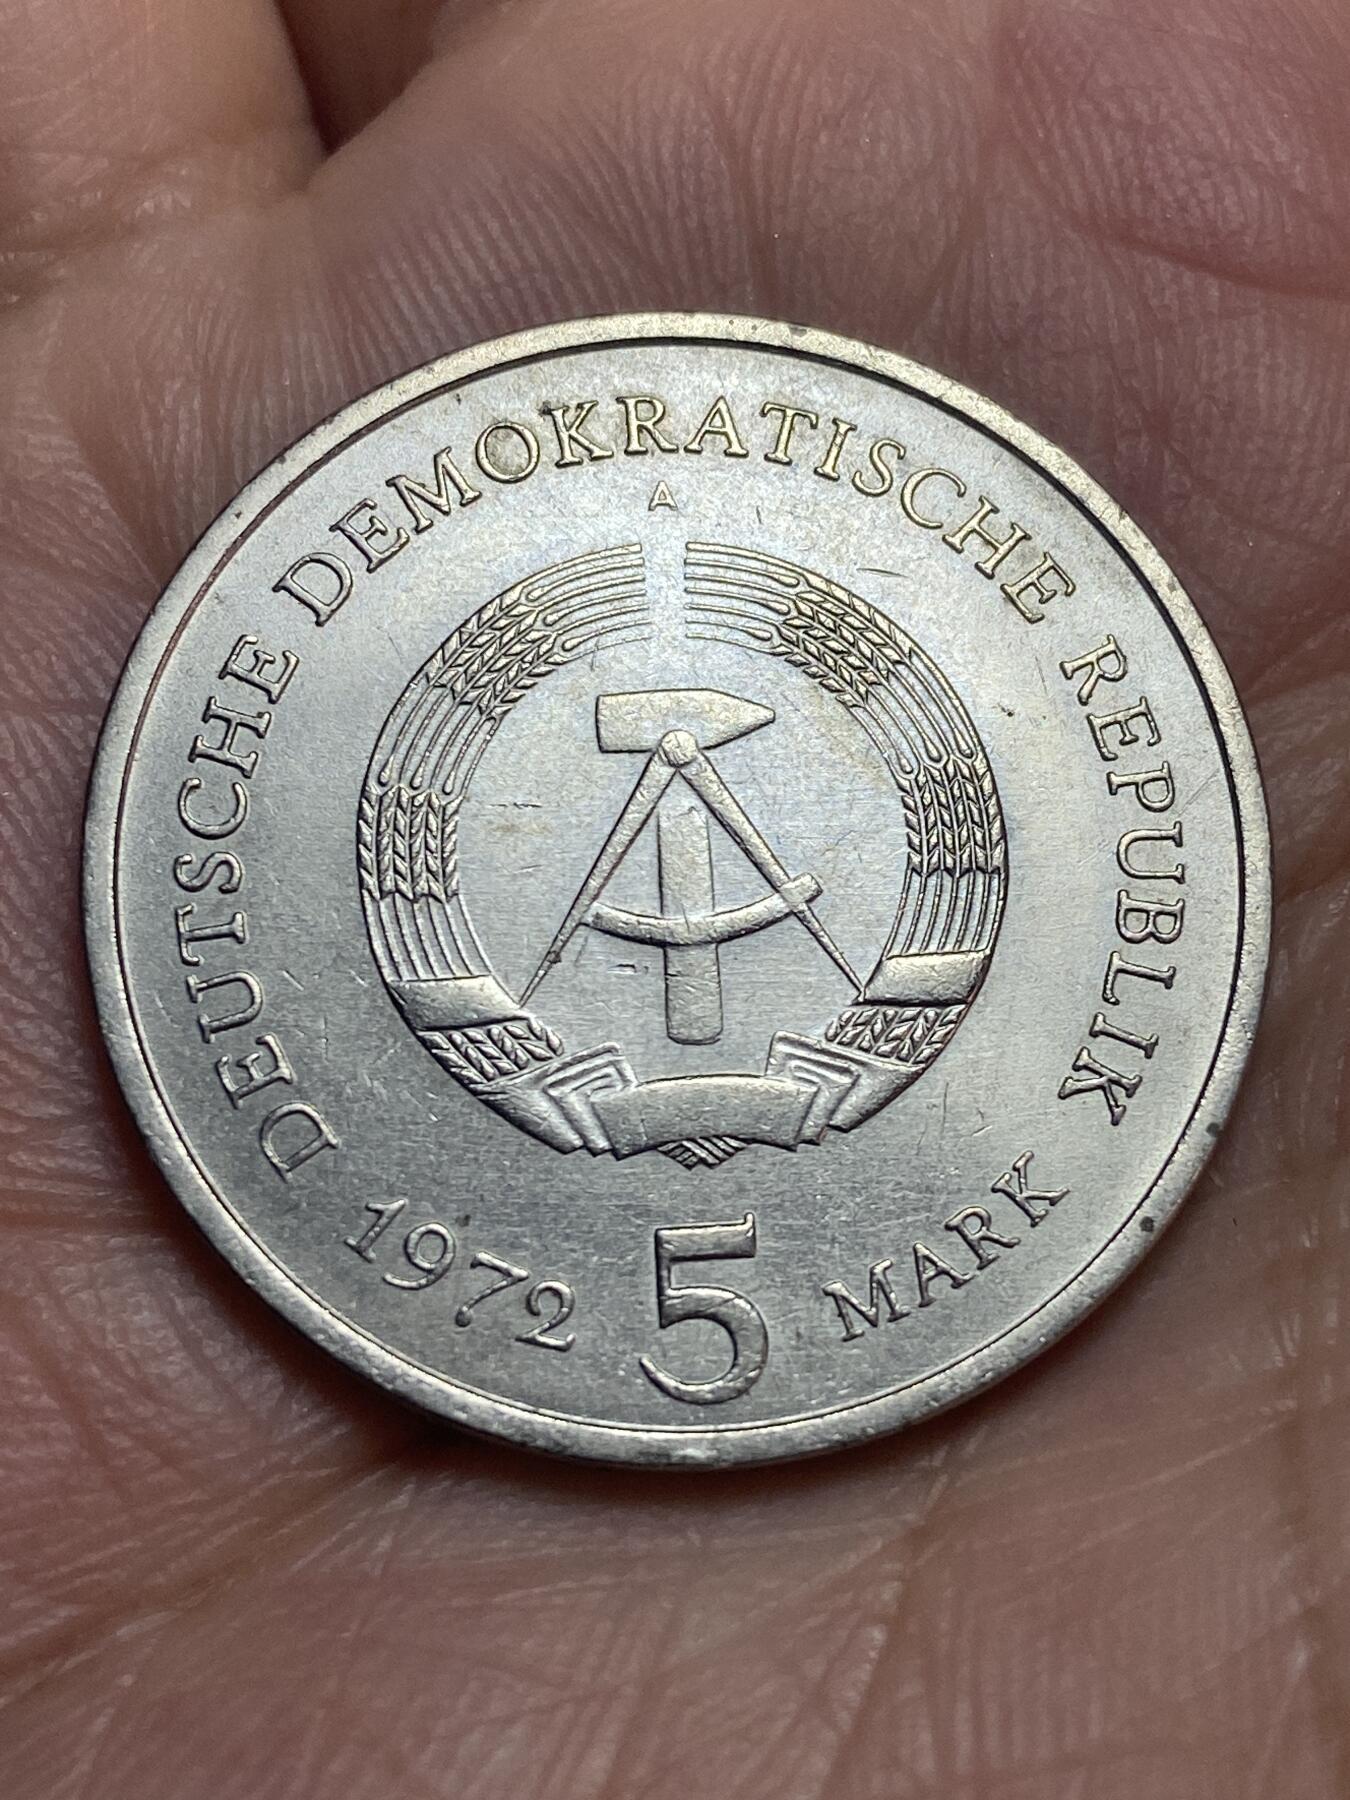 DEUTSCHE DEMOKRATISCHE REPUBLIK
A
1972 5 MARK